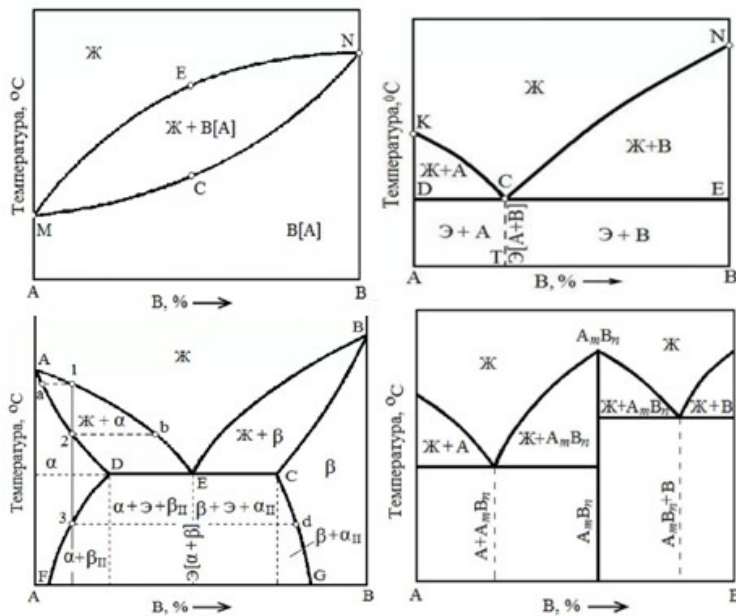 Температура, °C
Ж
E
N
Ж + B[A]
C
M
B[A]
A
B
B, % →
Температура, °C
N
K
Ж
Ж+B
Ж+A
D
C
E
Э + A
Э[A+B]
Э + B
T
A
B
B, % →
Температура, °C
B
Ж
A
1
a
Ж + α
b
2
Ж + β
α
D
E
C
β
α + Э + βII
β + Э + αII
3
d
Э[α+β]
β + αII
α+βII
F
G
A
B
B, % →
Температура, °C
AmBn
Ж
Ж
Ж+AmBn
Ж+B
Ж+A
Ж+AmBn
A+AmBn
AmBn
AmBn+B
A
B
B, % →